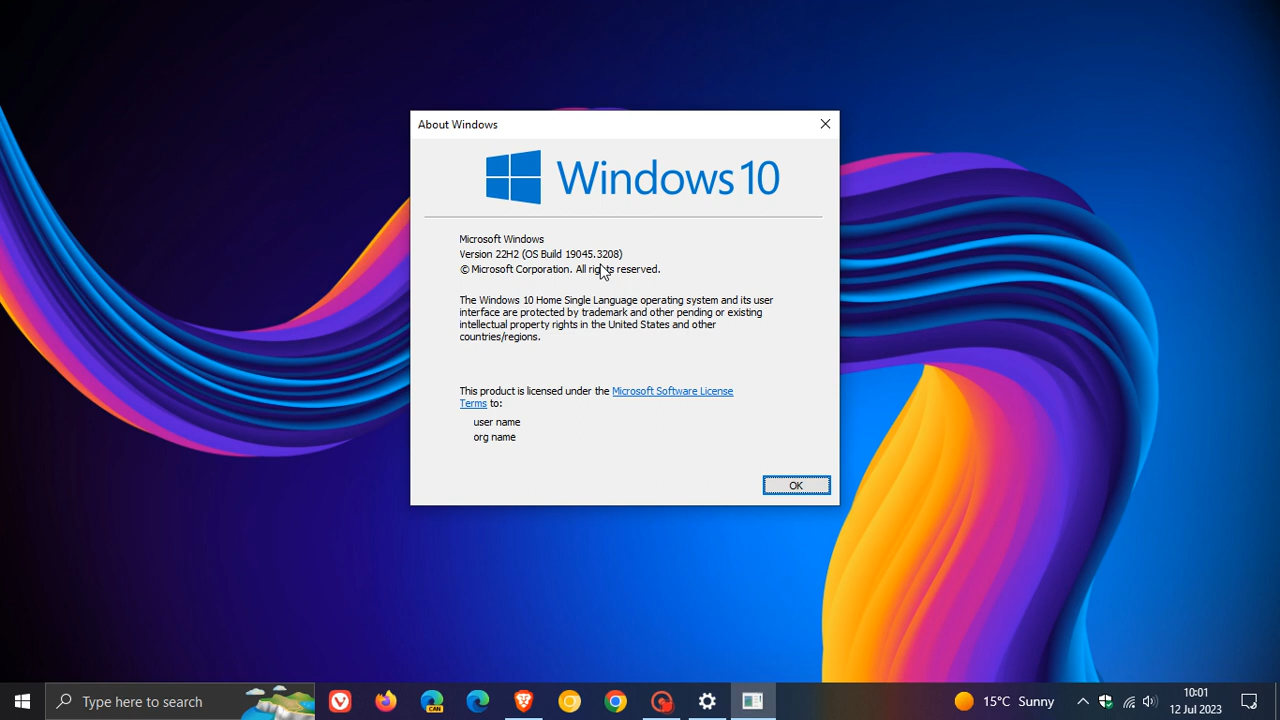 About Windows
Windows 10
Microsoft Windows
Version 22H2 (OS Build 19045.3208)
© Microsoft Corporation. All rights reserved.
The Windows 10 Home Single Language operating system and its user
interface are protected by trademark and other pending or existing
intellectual property rights in the United States and other
countries/regions.
This product is licensed under the Microsoft Software License
Terms to:
user name
org name
OK
Type here to search
CAN
15°C Sunny
10:01
12 Jul 2023